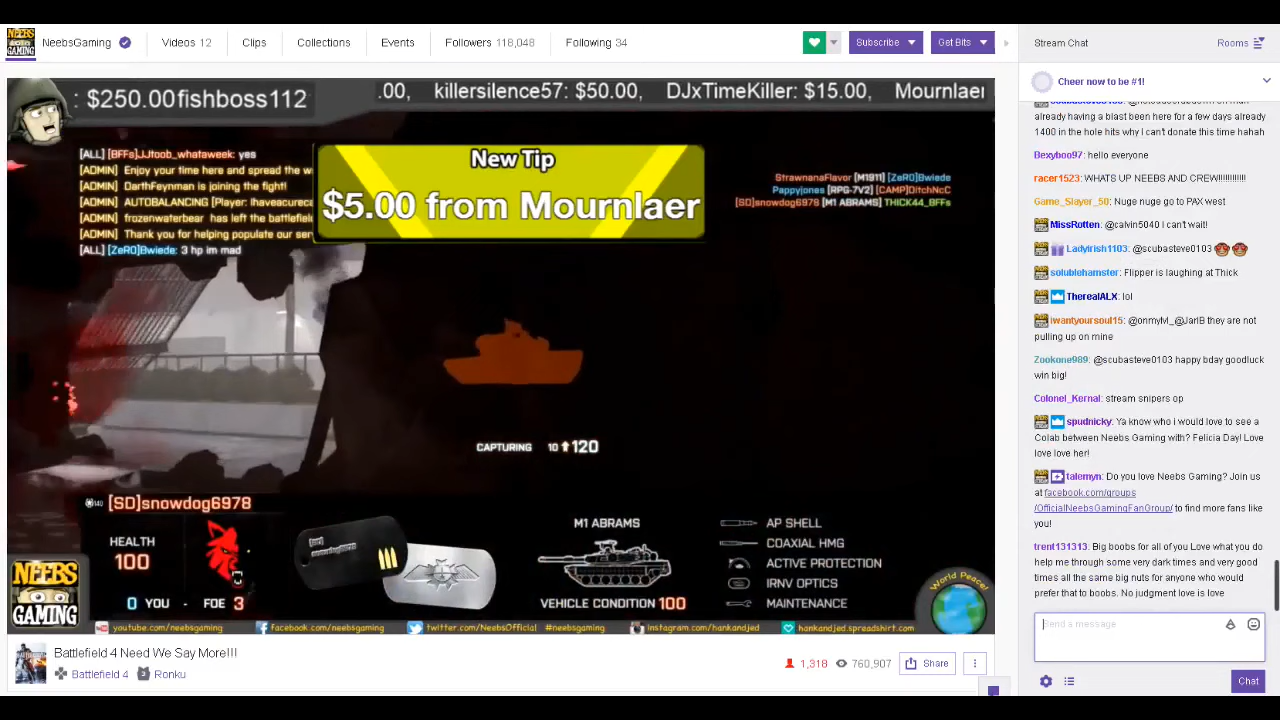 NeebsGaming
Videos 12
Clips
Collections
Events
Followers 118,048
Following 34
Subscribe
Get Bits
Stream Chat
Rooms
: $250.00fishboss112
.00, killersilence57: $50.00, DJxTimeKiller: $15.00, Mournlaer
New Tip
$5.00 from Mournlaer
[ALL] [BFFs]JJtoob_whataweek: yes
[ADMIN] Enjoy your time here and spread the
[ADMIN] DarthFeynman is joining the fight!
[ADMIN] AUTOBALANCING [Player:
[ADMIN] frozenwaterbear has left the battlefield
[ADMIN] Thank you for helping populate our
[ALL] [ZeR0]Bwiede: 3 hp im mad
StrawnanaFlavor [M1911] [ZeR0]Bwiede
Pappyjones [RPG-7V2] [CAMP]DitchNcC
[SD]snowdog6978 [M1 ABRAMS] THICK44_BFFs
CAPTURING 10 120
[SD]snowdog6978
HEALTH
100
0 YOU - FOE 3
M1 ABRAMS
VEHICLE CONDITION 100
AP SHELL
COAXIAL HMG
ACTIVE PROTECTION
IRNV OPTICS
MAINTENANCE
NEEBS
GAMING
World Peace!
youtube.com/neebsgaming
facebook.com/neebsgaming
twitter.com/NeebsOfficial #neebsgaming
Instagram.com/hankandjed
hankandjed.spreadshirt.com
Battlefield 4 Need We Say More!!!
Battlefield 4
Ronku
1,318
760,907
Share
Cheer now to be #1!
already having a blast been here for a few days already
1400 in the hole hits why I can't donate this time hahah
Bexyboo97: hello everyone
racer1523: WHATS UP NEEBS AND CREW!!!!!!!!!!!
Game_Slayer_50: Nuge nuge go to PAX west
MissRotten: @calvin5040 I can't wait!
Ladyirish1103: @scubasteve0103
solublehamster: Flipper is laughing at Thick
TherealALX: lol
iwantyoursoul15: @onmylvl_@JariB they are not
pulling up on mine
Zookone989: @scubasteve0103 happy bday goodluck
win big!
Colonel_Kernal: stream snipers op
spudnicky: Ya know who i would love to see a
Colab between Neebs Gaming with? Felicia Day! Love
love love her!
talemyn: Do you love Neebs Gaming? Join us
at facebook.com/groups
/OfficialNeebsGamingFanGroup/ to find more fans like
you!
trent131313: Big boobs for all of you Love what you do
help me through some very dark times and very good
times all the same big nuts for anyone who would
prefer that to boobs. No judgment love is love
Send a message
Chat